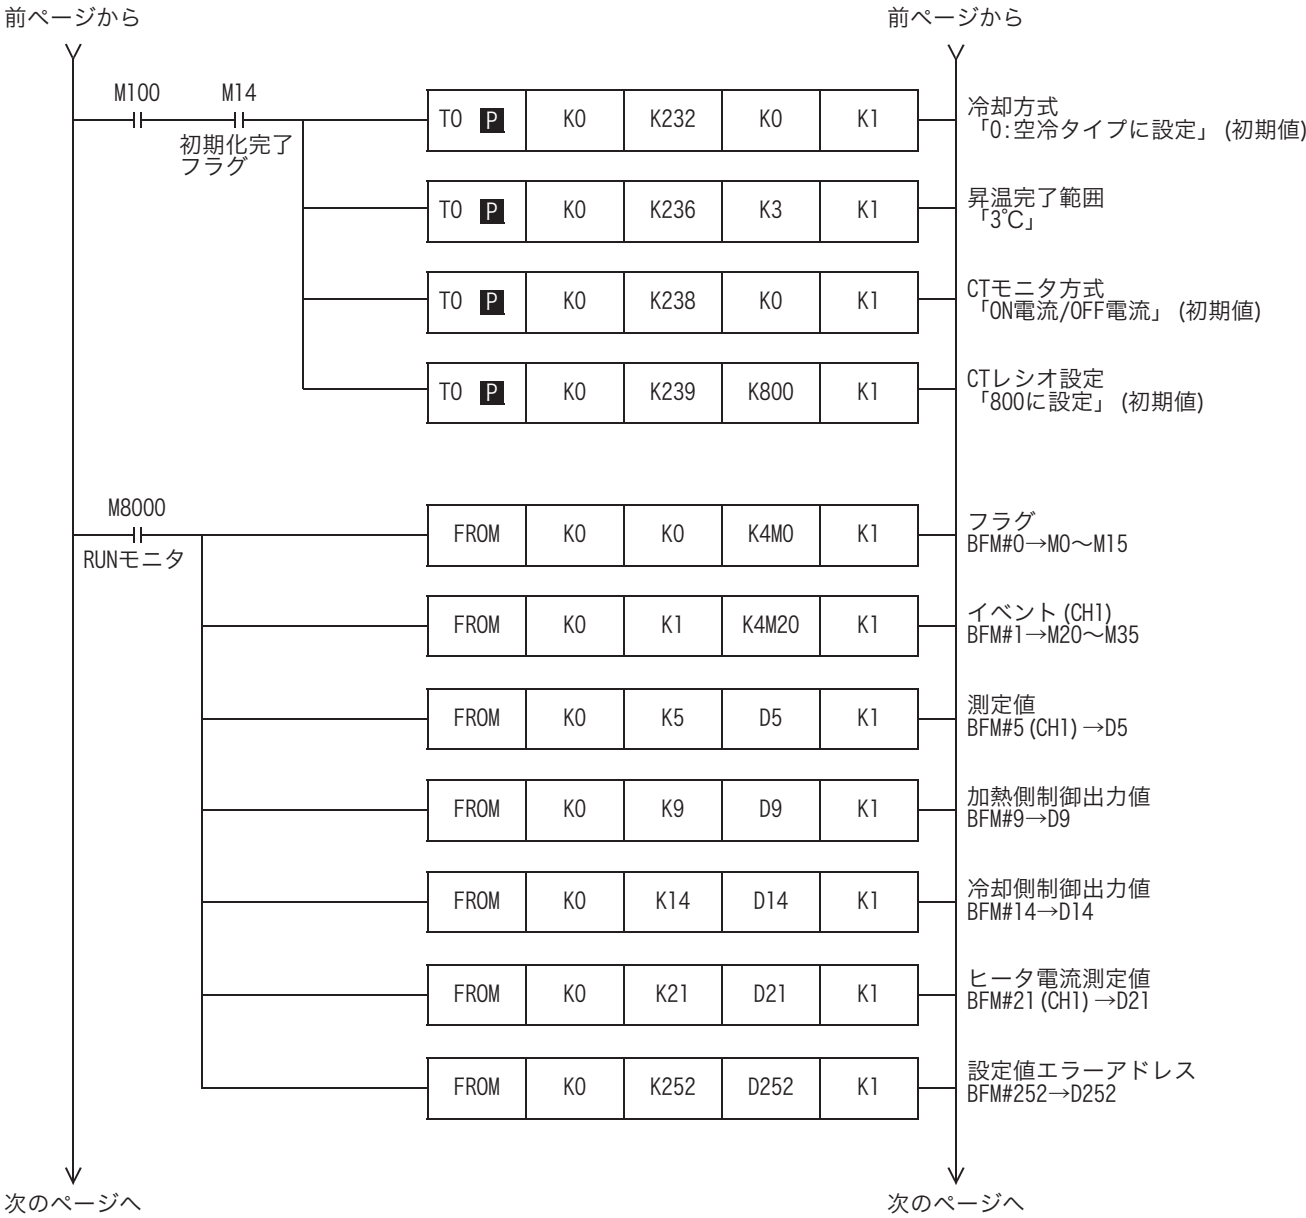 前ページから
前ページから
M100
M14
初期化完了
フラグ
TO P K0 K232 K0 K1
冷却方式
「0:空冷タイプに設定」 (初期値)
TO P K0 K236 K3 K1
昇温完了範囲
「3℃」
TO P K0 K238 K0 K1
CTモニタ方式
「ON電流/OFF電流」 (初期値)
TO P K0 K239 K800 K1
CTレシオ設定
「800に設定」 (初期値)
M8000
RUNモニタ
FROM K0 K0 K4M0 K1
フラグ
BFM#0→M0～M15
FROM K0 K1 K4M20 K1
イベント (CH1)
BFM#1→M20～M35
FROM K0 K5 D5 K1
測定値
BFM#5 (CH1) →D5
FROM K0 K9 D9 K1
加熱側制御出力値
BFM#9→D9
FROM K0 K14 D14 K1
冷却側制御出力値
BFM#14→D14
FROM K0 K21 D21 K1
ヒータ電流測定値
BFM#21 (CH1) →D21
FROM K0 K252 D252 K1
設定値エラーアドレス
BFM#252→D252
次のページへ
次のページへ